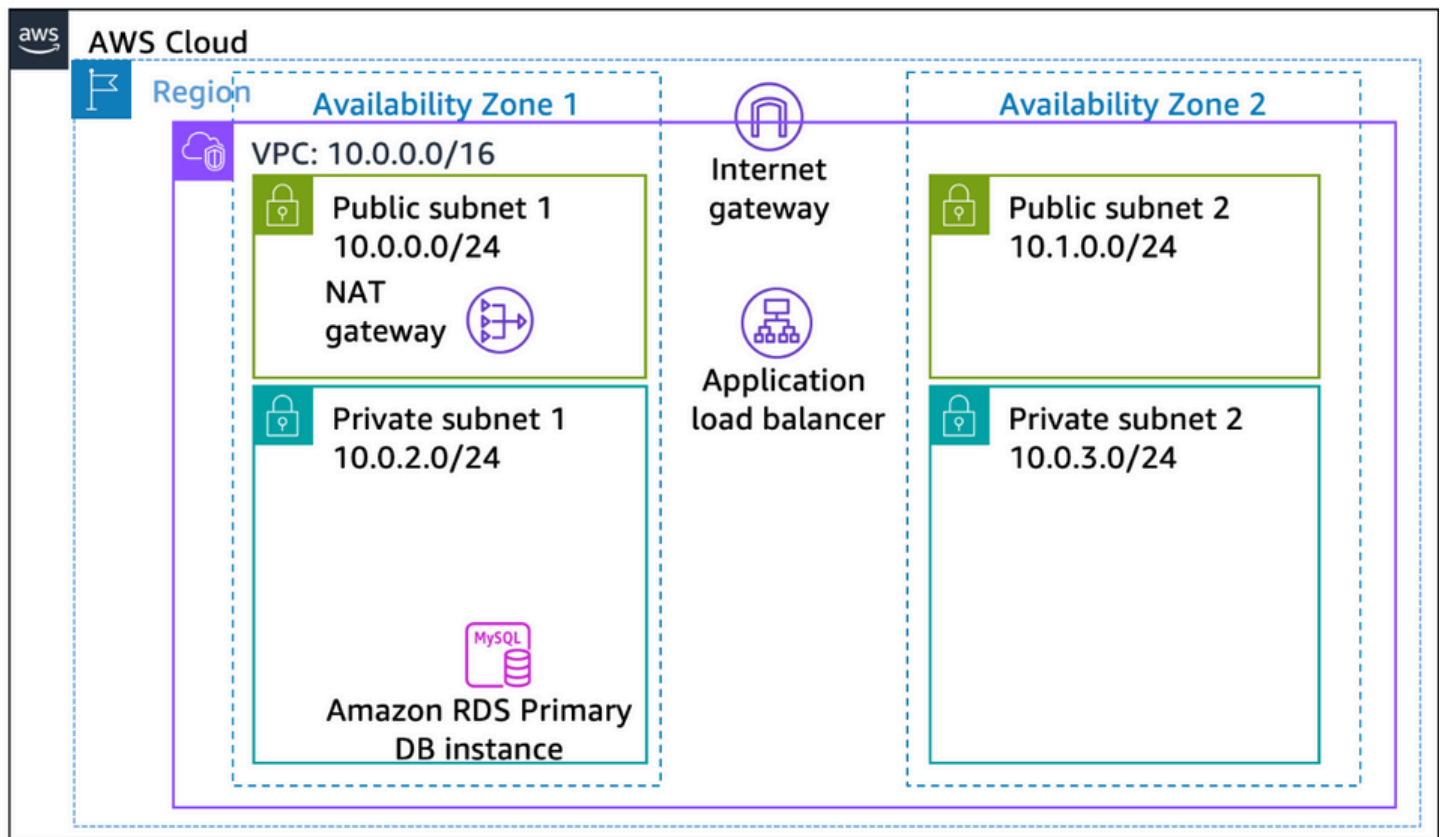 aws
AWS Cloud
Region
Availability Zone 1
Availability Zone 2
VPC: 10.0.0.0/16
Internet
gateway
Public subnet 1
10.0.0.0/24
NAT
gateway
Public subnet 2
10.1.0.0/24
Application
load balancer
Private subnet 1
10.0.2.0/24
Private subnet 2
10.0.3.0/24
MySQL
Amazon RDS Primary
DB instance